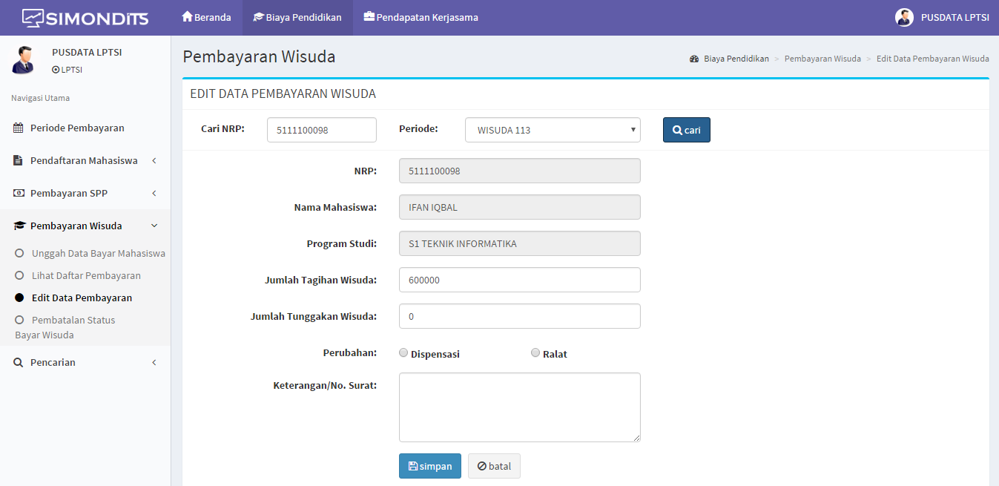 SIMONDITS
Beranda
Biaya Pendidikan
Pendapatan Kerjasama
PUSDATA LPTSI
PUSDATA LPTSI
LPTSI
Navigasi Utama
Periode Pembayaran
Pendaftaran Mahasiswa
Pembayaran SPP
Pembayaran Wisuda
Unggah Data Bayar Mahasiswa
Lihat Daftar Pembayaran
Edit Data Pembayaran
Pembatalan Status
Bayar Wisuda
Pencarian
Pembayaran Wisuda
Biaya Pendidikan > Pembayaran Wisuda > Edit Data Pembayaran Wisuda
EDIT DATA PEMBAYARAN WISUDA
Cari NRP: 5111100098 Periode: WISUDA 113 cari
NRP: 5111100098
Nama Mahasiswa: IFAN IQBAL
Program Studi: S1 TEKNIK INFORMATIKA
Jumlah Tagihan Wisuda: 600000
Jumlah Tunggakan Wisuda: 0
Perubahan: Dispensasi Ralat
Keterangan/No. Surat:
simpan batal